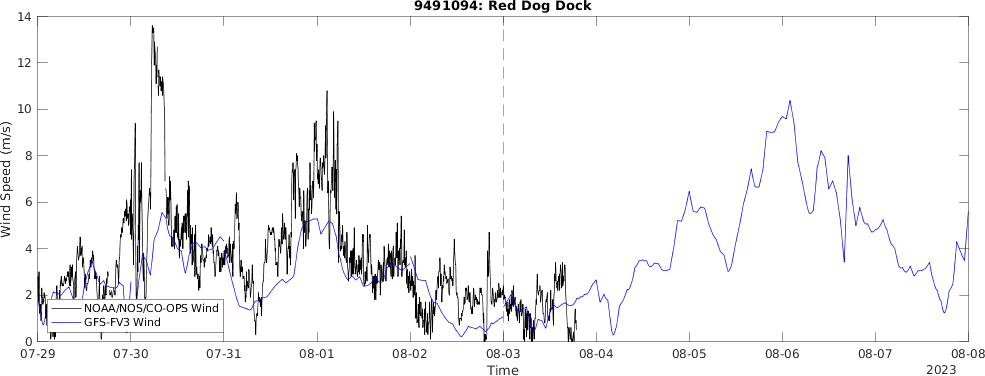 9491094: Red Dog Dock
Wind Speed (m/s)
14
12
10
8
6
4
2
0
NOAA/NOS/CO-OPS Wind
GFS-FV3 Wind
07-29 07-30 07-31 08-01 08-02 08-03 08-04 08-05 08-06 08-07 08-08
Time
2023